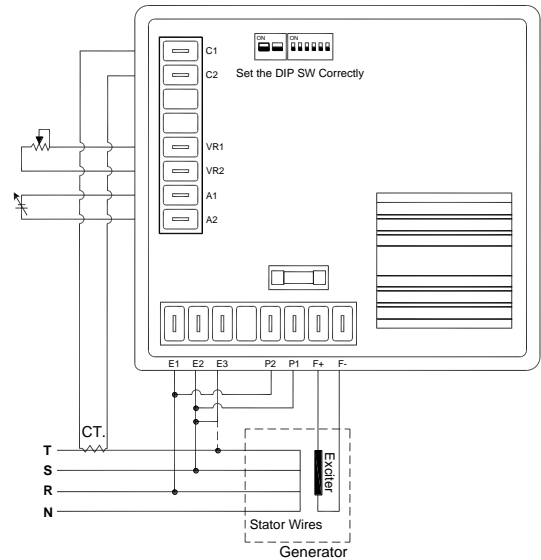 ON
ON
C1
C2
Set the DIP SW Correctly
VR1
VR2
A1
A2
E1 E2 E3 P2 P1 F+ F-
CT.
T
S
R
N
Exciter
Stator Wires
Generator